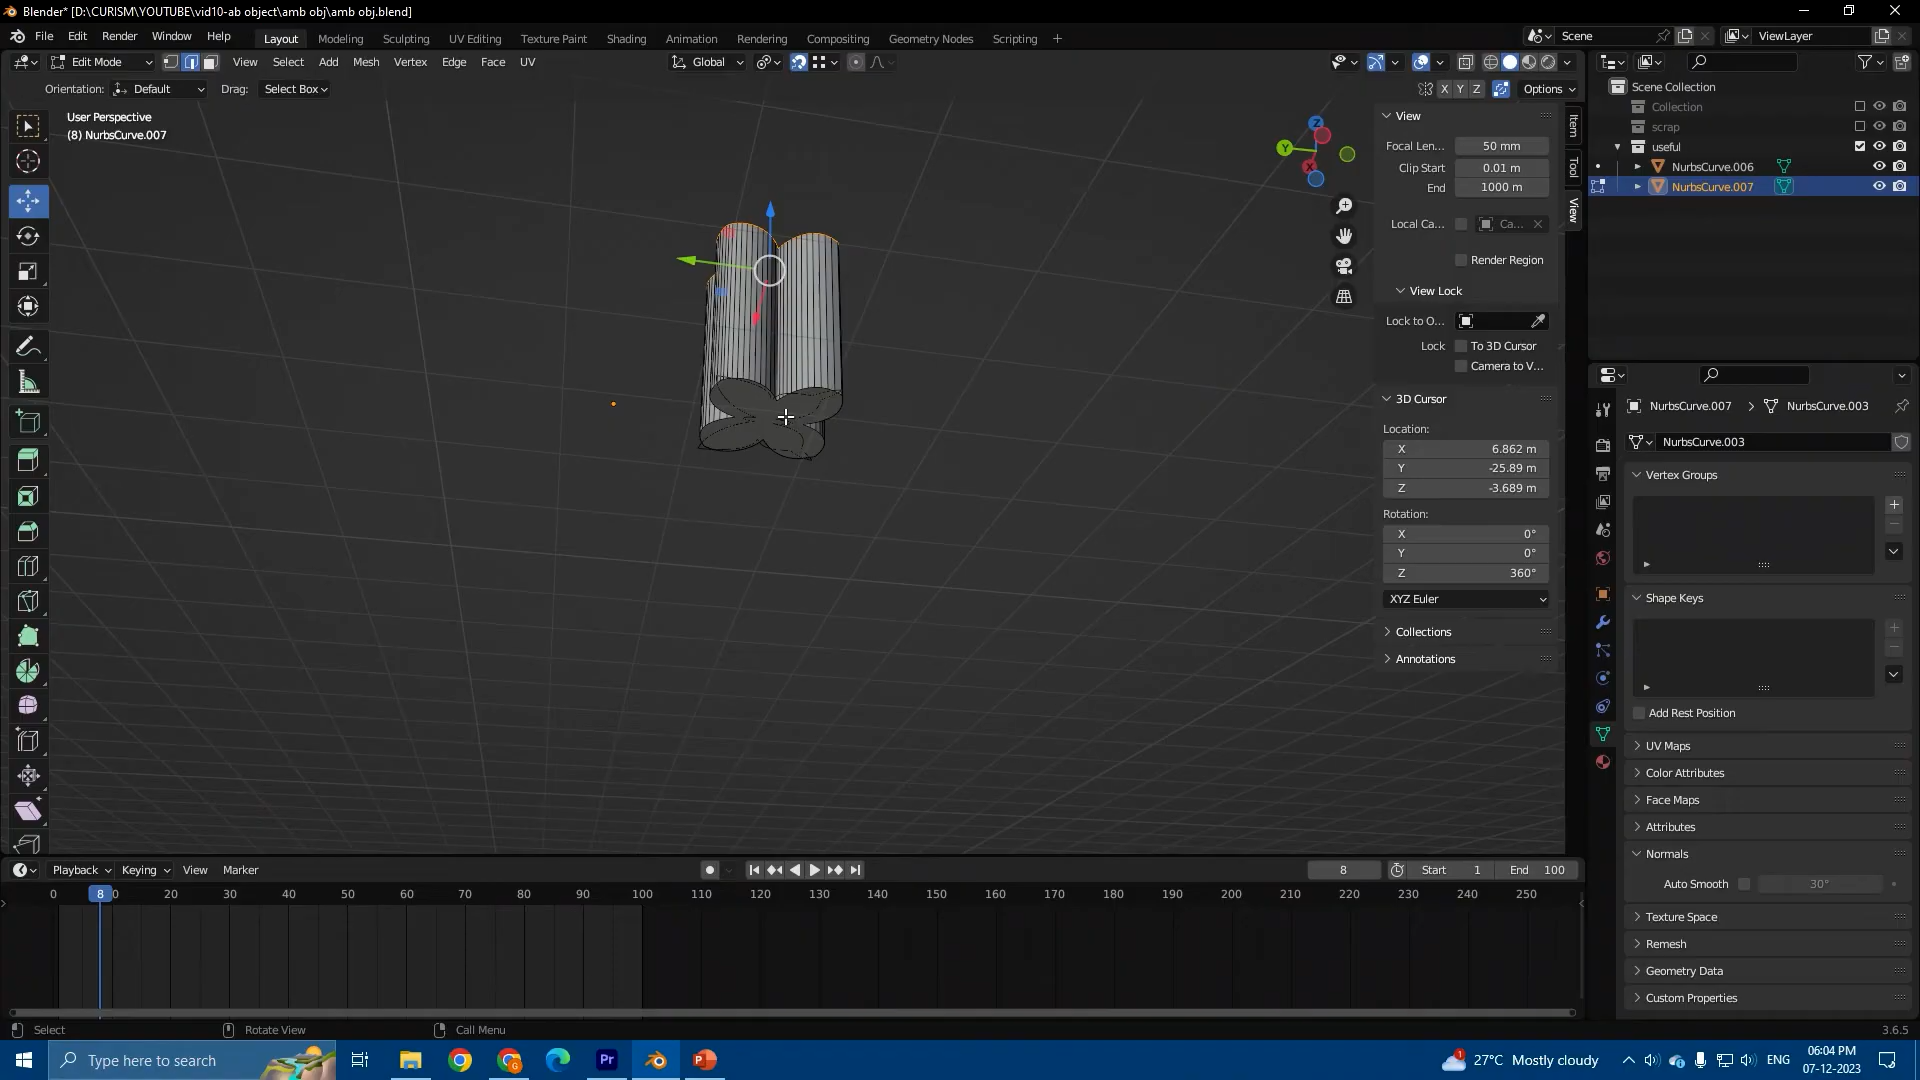 Blender* [D:\CURISM\YOUTUBE\vid10-ab object\amb obj\amb obj.blend]
File Edit Render Window Help Layout Modeling Sculpting UV Editing Texture Paint Shading Animation Rendering Compositing Geometry Nodes Scripting + Scene ViewLayer
Edit Mode View Select Add Mesh Vertex Edge Face UV Global
Orientation: Default Drag: Select Box X Y Z Options
User Perspective
(8) NurbsCurve.007
Z
Y
X
View
Focal Len... 50 mm
Clip Start 0.01 m
End 1000 m
Local Ca... Ca...
Render Region
View Lock
Lock to O...
Lock To 3D Cursor
Camera to V...
3D Cursor
Location:
X 6.862 m
Y -25.89 m
Z -3.689 m
Rotation:
X 0°
Y 0°
Z 360°
XYZ Euler
Collections
Annotations
Item
Tool
View
Scene Collection
Collection
scrap
useful
NurbsCurve.006
NurbsCurve.007
NurbsCurve.007 > NurbsCurve.003
NurbsCurve.003
Vertex Groups
Shape Keys
Add Rest Position
UV Maps
Color Attributes
Face Maps
Attributes
Normals
Auto Smooth 30°
Texture Space
Remesh
Geometry Data
Custom Properties
Playback Keying View Marker 8 Start 1 End 100
0 8 0 20 30 40 50 60 70 80 90 100 110 120 130 140 150 160 170 180 190 200 210 220 230 240 250
Select Rotate View Call Menu 3.6.5
Type here to search Pr 1 27°C Mostly cloudy ENG 06:04 PM
07-12-2023